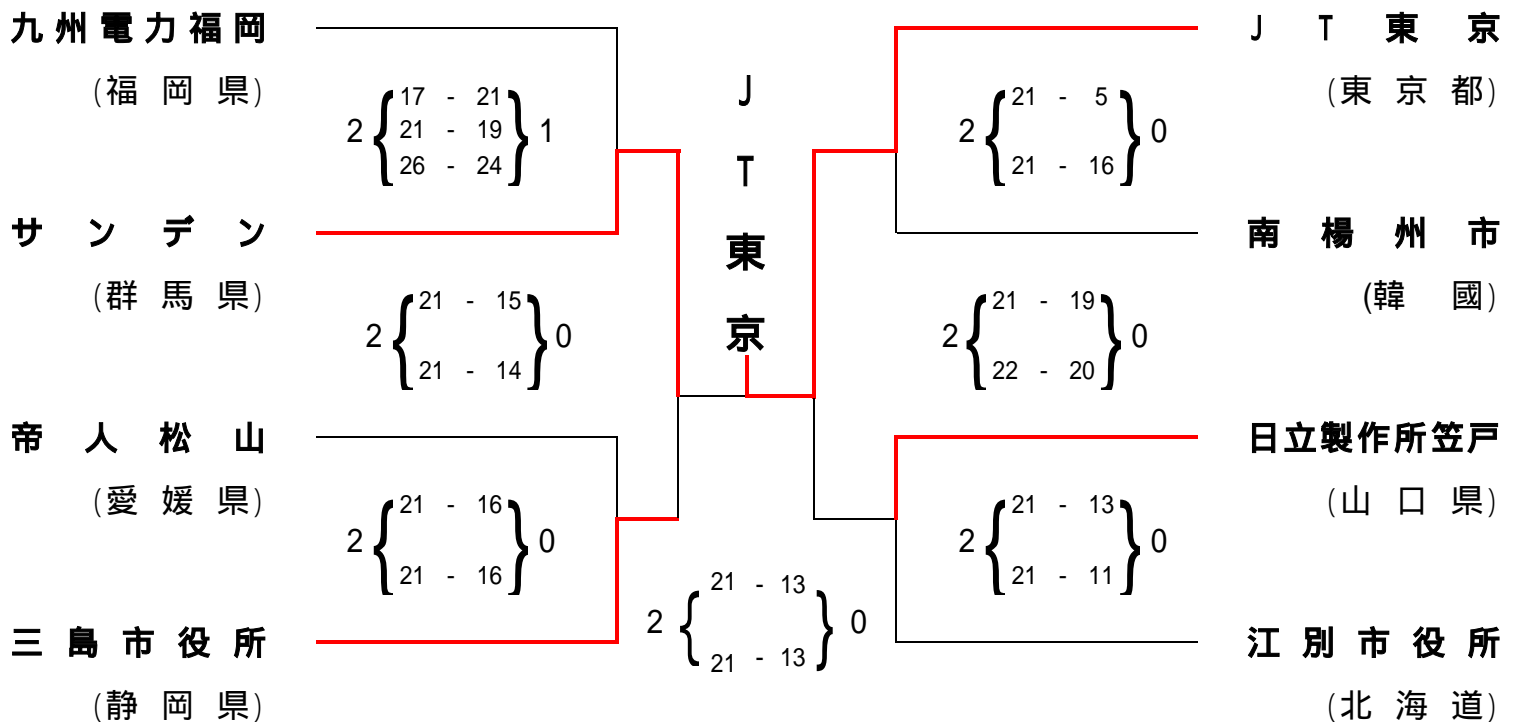 九州電力福岡
(福岡県)
2 { 17 - 21 } 1
21 - 19
26 - 24
サンデン
(群馬県)
2 { 21 - 15 } 0
21 - 14
帝人松山
(愛媛県)
2 { 21 - 16 } 0
21 - 16
三島市役所
(静岡県)
JT東京
2 { 21 - 13 } 0
21 - 13
JT東京
(東京都)
2 { 21 - 5 } 0
21 - 16
南楊州市
(韓國)
2 { 21 - 19 } 0
22 - 20
日立製作所笠戸
(山口県)
2 { 21 - 13 } 0
21 - 11
江別市役所
(北海道)